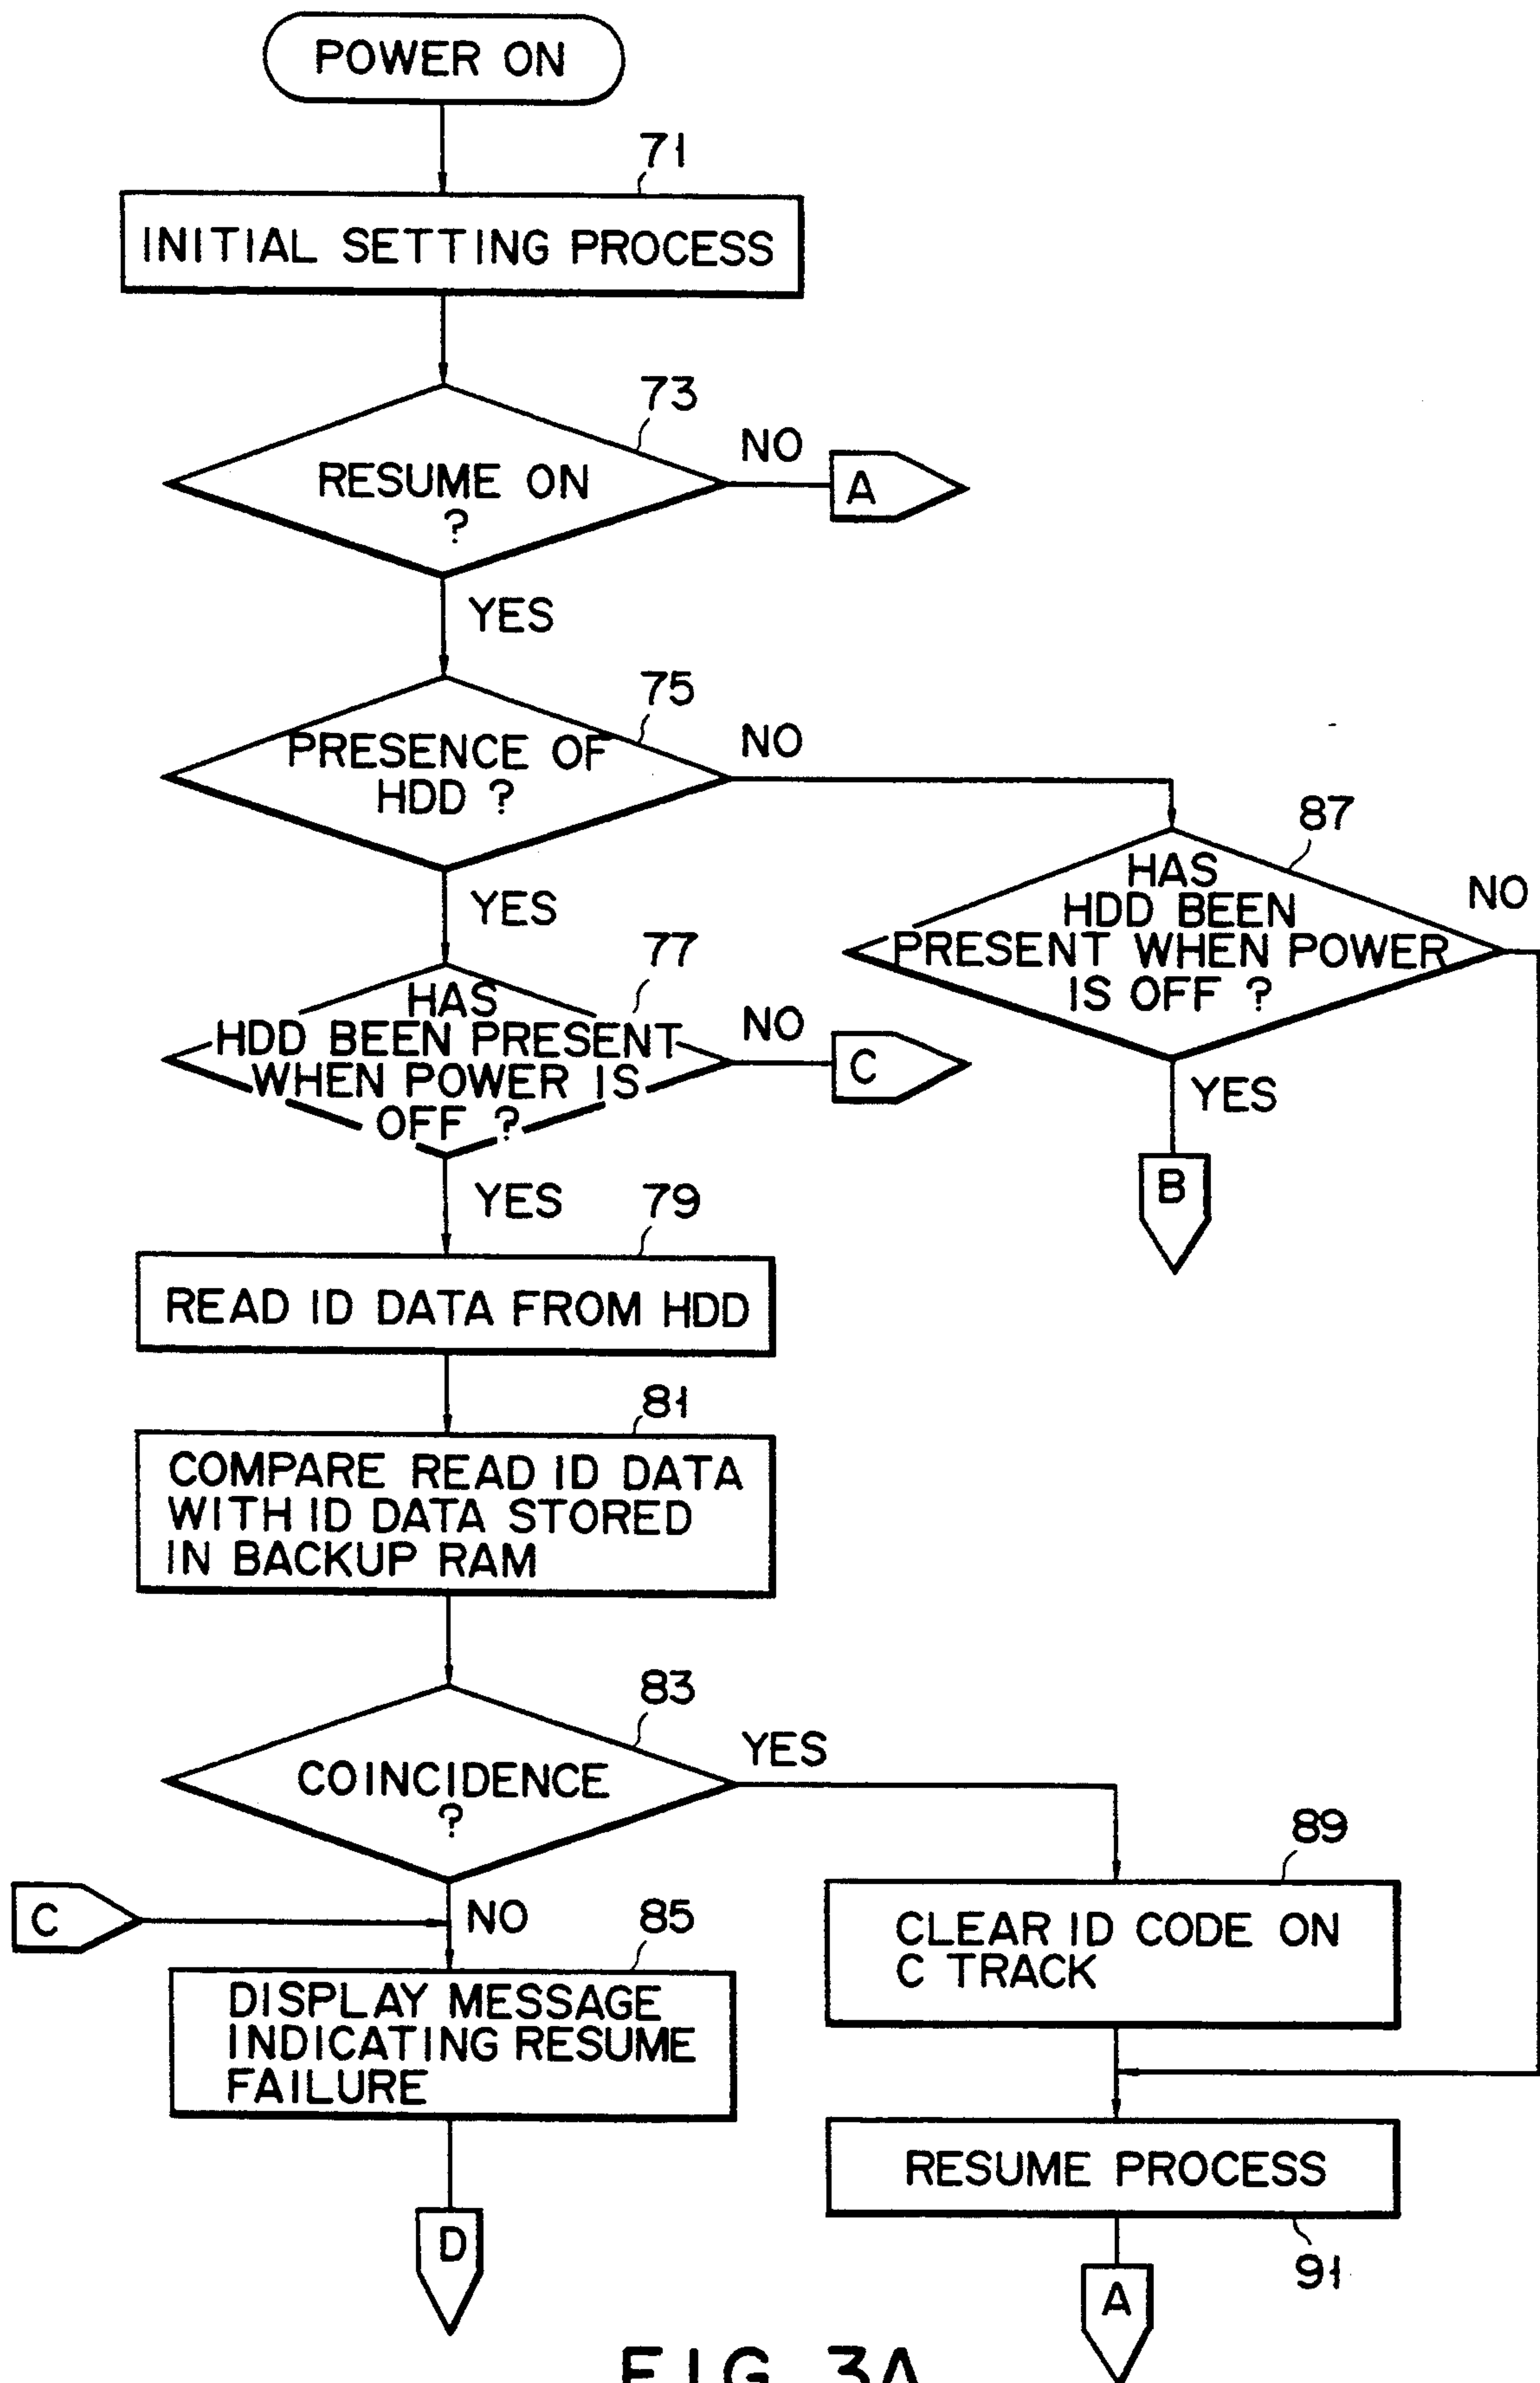 POWER ON
71
INITIAL SETTING PROCESS
73
RESUME ON
?
NO
A
YES
75
PRESENCE OF
HDD ?
NO
87
HAS
HDD BEEN
PRESENT WHEN POWER
IS OFF ?
NO
YES
B
YES
77
HAS
HDD BEEN PRESENT
WHEN POWER IS
OFF ?
NO
C
YES
79
READ ID DATA FROM HDD
81
COMPARE READ ID DATA
WITH ID DATA STORED
IN BACKUP RAM
83
COINCIDENCE
?
YES
89
CLEAR ID CODE ON
C TRACK
C
NO
85
DISPLAY MESSAGE
INDICATING RESUME
FAILURE
D
RESUME PROCESS
91
A
FIG. 3A